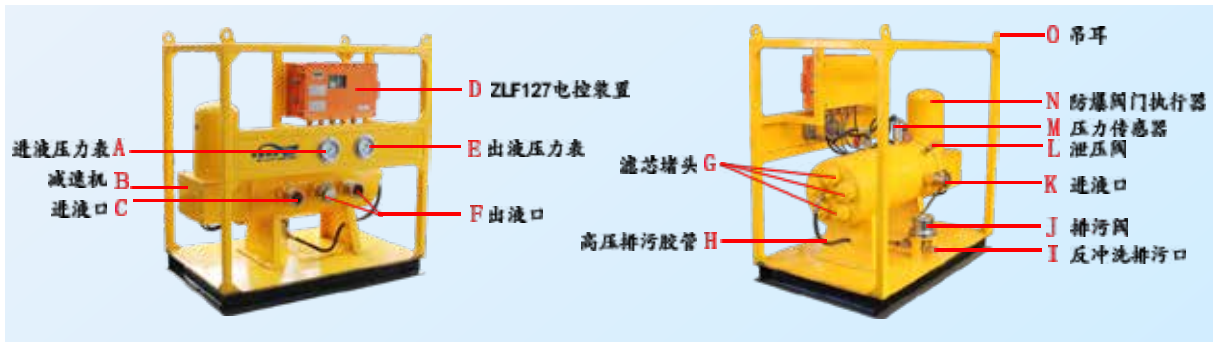 D ZLF127电控装置
进液压力表A
E 出液压力表
减速机 B
进液口 C
F 出液口
O 吊耳
N 防爆阀门执行器
M 压力传感器
L 泄压阀
滤芯堵头 G
K 进液口
高压排污胶管 H
J 排污阀
I 反冲洗排污口